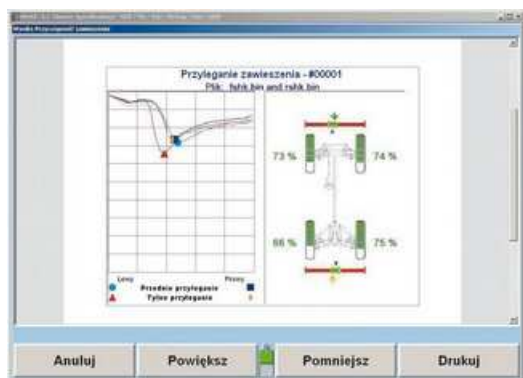 Przyleganie zawieszenia - #00001
Plik: fshk.bin and rshk.bin
73 %
74 %
66 %
75 %
Lewy
Prawy
Przednie przyleganie
Tylne przyleganie
Anuluj
Powiększ
Pomniejsz
Drukuj